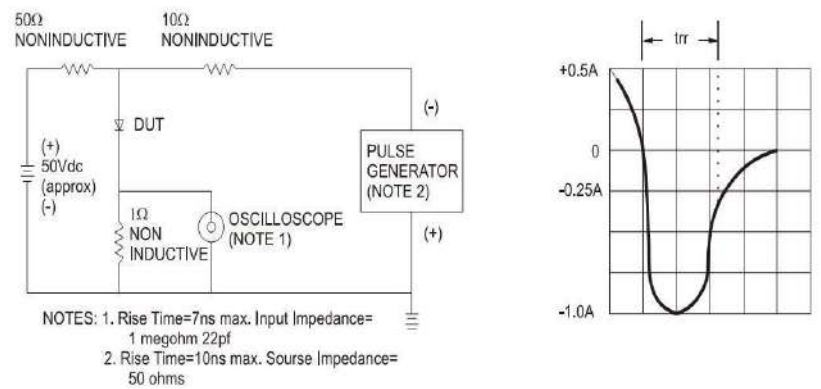 50Ω
NONINDUCTIVE
10Ω
NONINDUCTIVE
DUT
(+)
50Vdc
(approx)
(-)
1Ω
NON
INDUCTIVE
OSCILLOSCOPE
(NOTE 1)
(-)
PULSE
GENERATOR
(NOTE 2)
(+)
NOTES: 1. Rise Time=7ns max. Input Impedance=
1 megohm 22pf
2. Rise Time=10ns max. Sourse Impedance=
50 ohms
trr
+0.5A
0
-0.25A
-1.0A